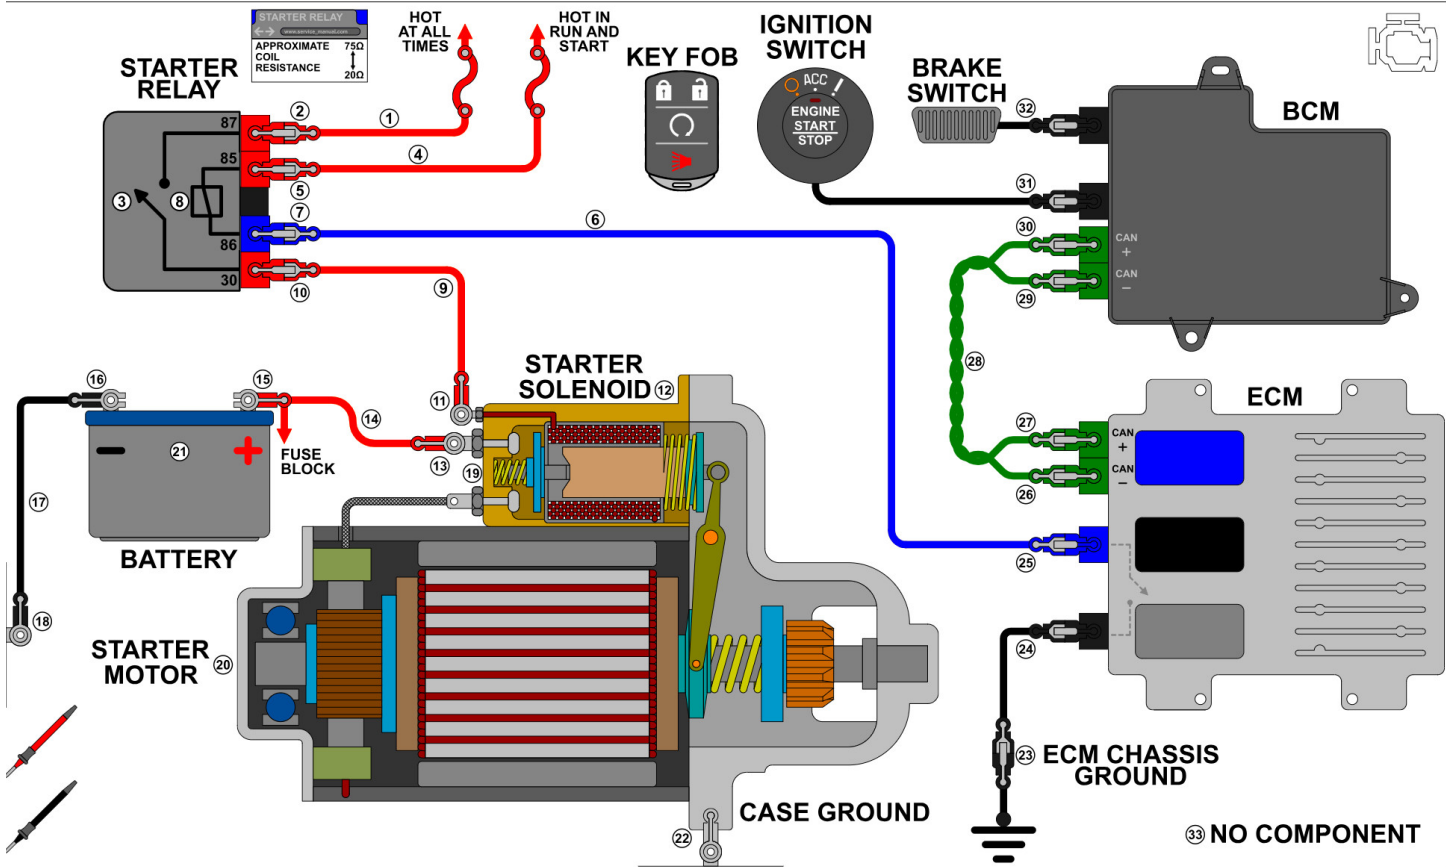 STARTER RELAY
www.service_manual.com
APPROXIMATE 75Ω
COIL
RESISTANCE 20Ω
HOT
AT ALL
TIMES
HOT IN
RUN AND
START
KEY FOB
IGNITION
SWITCH
ACC
ENGINE
START
STOP
BRAKE
SWITCH
BCM
STARTER
RELAY
87
85
86
30
1
2
3
4
5
6
7
8
9
10
32
31
30
29
28
CAN
+
CAN
–
STARTER
SOLENOID
12
11
13
14
15
16
17
18
19
20
21
–
+
FUSE
BLOCK
BATTERY
STARTER
MOTOR
ECM
27
26
25
24
CAN
+
CAN
–
23
ECM CHASSIS
GROUND
CASE GROUND
22
33 NO COMPONENT